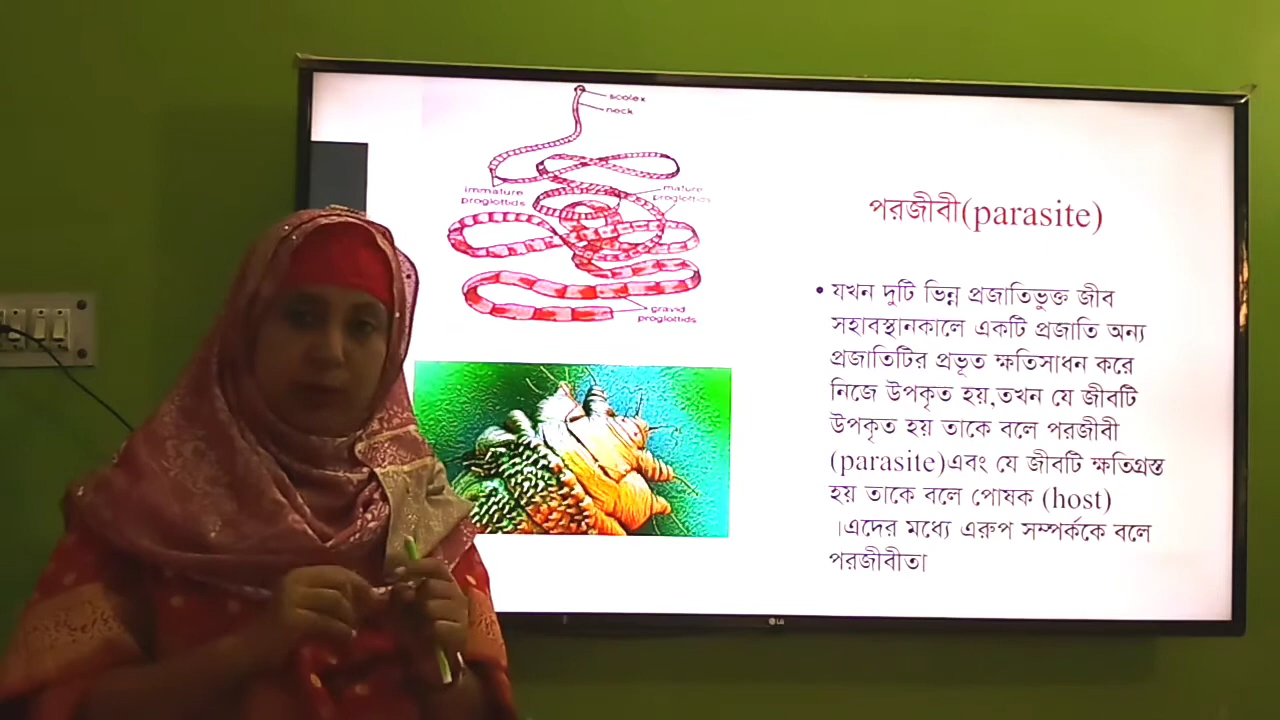 scolex
neck
immature
proglottids
mature
proglottids
gravid
proglottids
পরজীবী(parasite)
• যখন দুটি ভিন্ন প্রজাতিভুক্ত জীব
সহাবস্থানকালে একটি প্রজাতি অন্য
প্রজাতিটির প্রভূত ক্ষতিসাধন করে
নিজে উপকৃত হয়,তখন যে জীবটি
উপকৃত হয় তাকে বলে পরজীবী
(parasite)এবং যে জীবটি ক্ষতিগ্রস্ত
হয় তাকে বলে পোষক (host)
।এদের মধ্যে এরুপ সম্পর্ককে বলে
পরজীবীতা।
LG